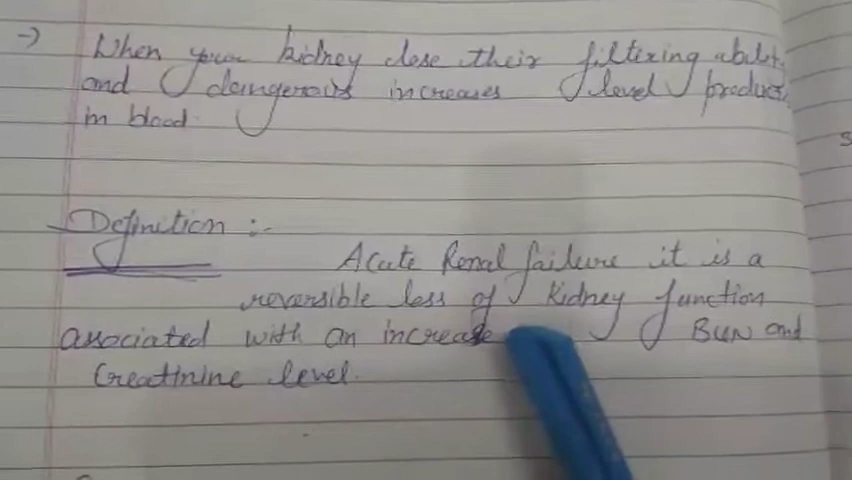 → When your kidney lose their filtering ability
and dangerous increases level product
in blood.
Definition :-
Acute Renal failure it is a
reversible loss of kidney function
associated with an increase BUN and
Creatinine level.